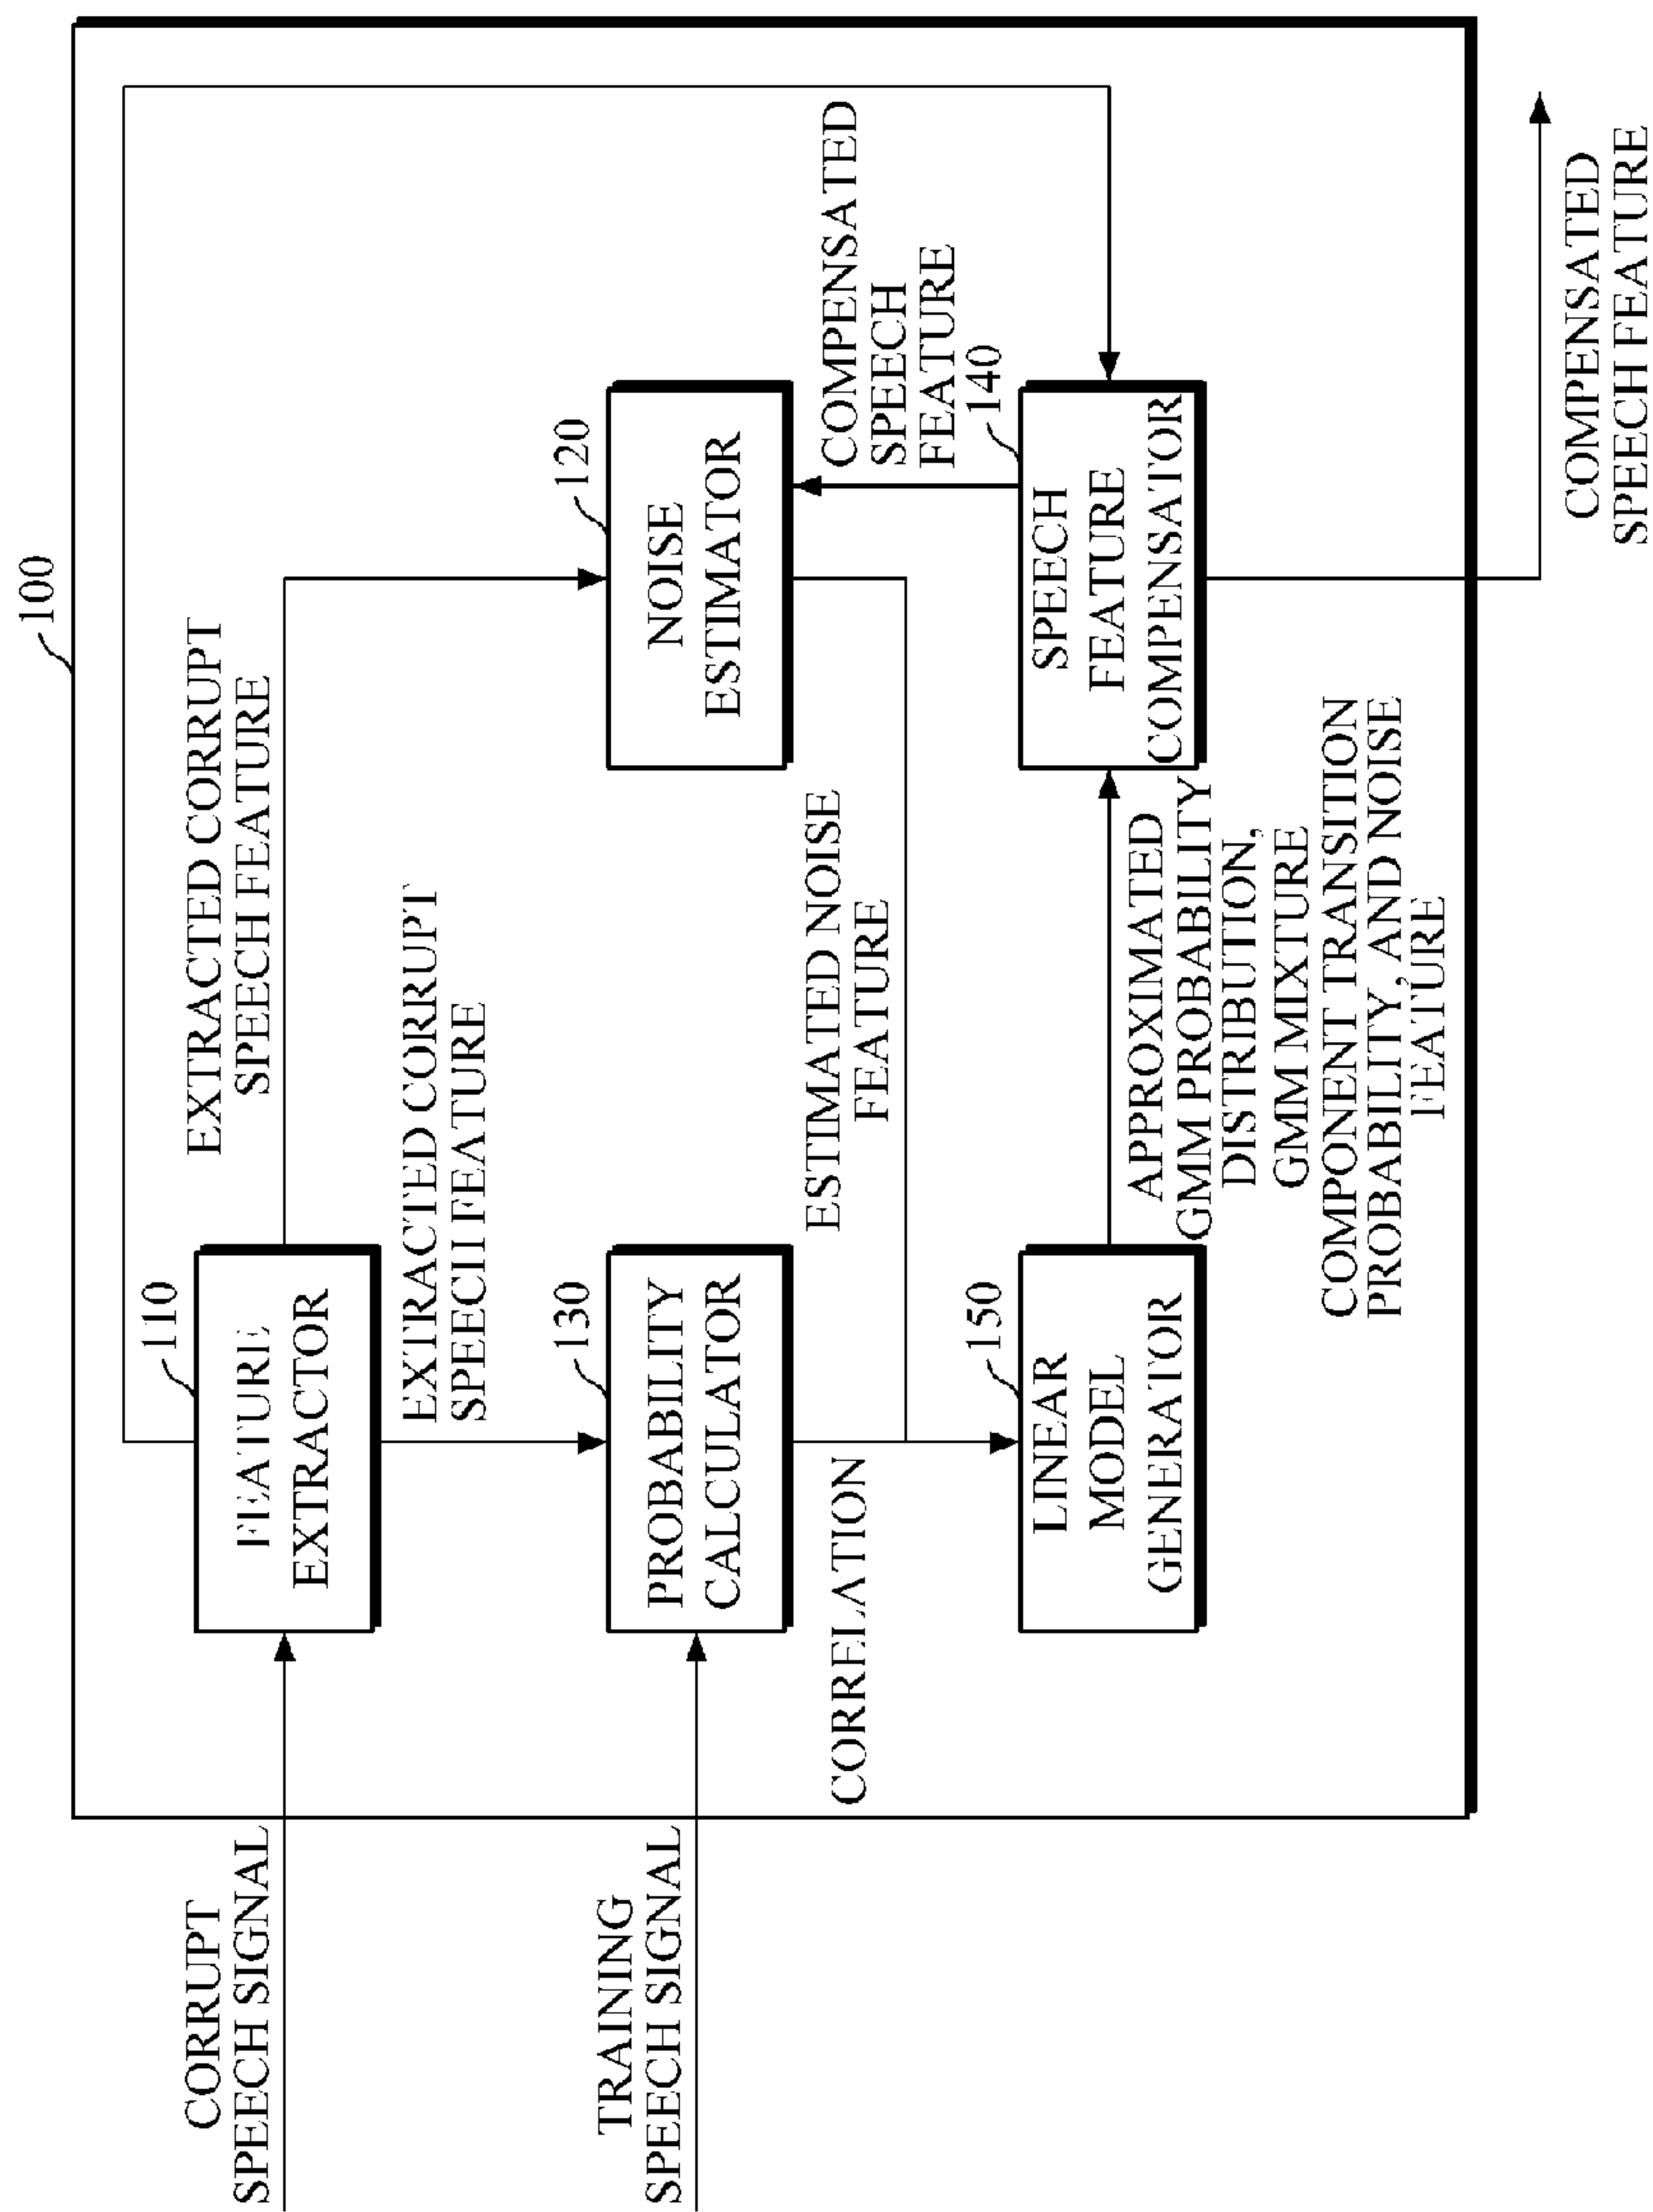 100
CORRUPT
SPEECH SIGNAL
110
FEATURE
EXTRACTOR
EXTRACTED CORRUPT
SPEECH FEATURE
EXTRACTED CORRUPT
SPEECH FEATURE
TRAINING
SPEECH SIGNAL
130
PROBABILITY
CALCULATOR
120
NOISE
ESTIMATOR
CORRELATION
ESTIMATED NOISE
FEATURE
COMPENSATED
SPEECH
FEATURE
150
LINEAR
MODEL
GENERATOR
140
SPEECH
FEATURE
COMPENSATOR
APPROXIMATED
GMM PROBABILITY
DISTRIBUTION,
GMM MIXTURE
COMPONENT TRANSITION
PROBABILITY, AND NOISE
FEATURE
COMPENSATED
SPEECH FEATURE